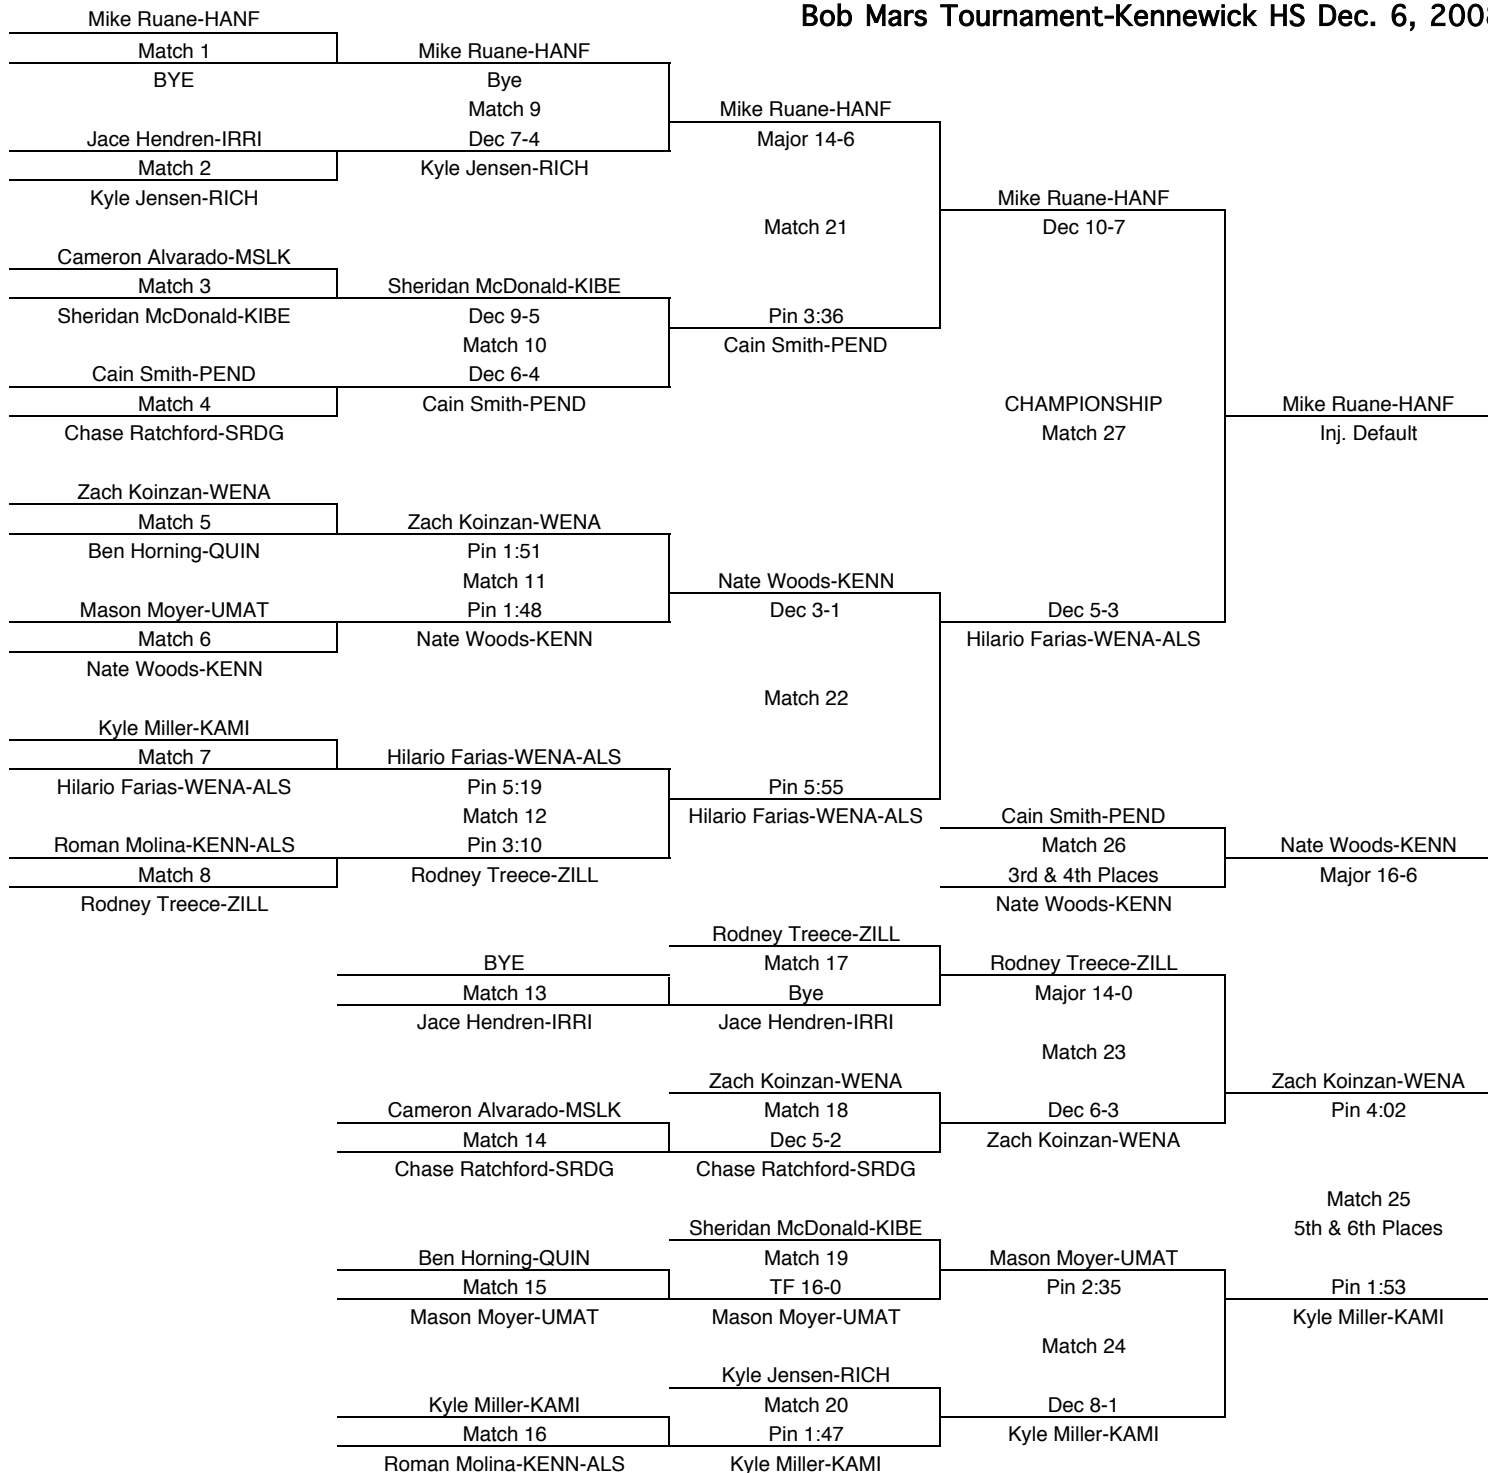 Bob Mars Tournament-Kennewick HS Dec. 6, 2008
Mike Ruane-HANF
Match 1
BYE
Jace Hendren-IRRI
Match 2
Kyle Jensen-RICH
Cameron Alvarado-MSLK
Match 3
Sheridan McDonald-KIBE
Cain Smith-PEND
Match 4
Chase Ratchford-SRDG
Zach Koinzan-WENA
Match 5
Ben Horning-QUIN
Mason Moyer-UMAT
Match 6
Nate Woods-KENN
Kyle Miller-KAMI
Match 7
Hilario Farias-WENA-ALS
Roman Molina-KENN-ALS
Match 8
Rodney Treece-ZILL
Mike Ruane-HANF
Bye
Match 9
Dec 7-4
Kyle Jensen-RICH
Sheridan McDonald-KIBE
Dec 9-5
Match 10
Dec 6-4
Cain Smith-PEND
Zach Koinzan-WENA
Pin 1:51
Match 11
Pin 1:48
Nate Woods-KENN
Hilario Farias-WENA-ALS
Pin 5:19
Match 12
Pin 3:10
Rodney Treece-ZILL
Mike Ruane-HANF
Major 14-6
Match 21
Pin 3:36
Cain Smith-PEND
Nate Woods-KENN
Dec 3-1
Match 22
Pin 5:55
Hilario Farias-WENA-ALS
Mike Ruane-HANF
Dec 10-7
CHAMPIONSHIP
Match 27
Dec 5-3
Hilario Farias-WENA-ALS
Mike Ruane-HANF
Inj. Default
Cain Smith-PEND
Match 26
3rd & 4th Places
Nate Woods-KENN
Nate Woods-KENN
Major 16-6
BYE
Match 13
Jace Hendren-IRRI
Cameron Alvarado-MSLK
Match 14
Chase Ratchford-SRDG
Ben Horning-QUIN
Match 15
Mason Moyer-UMAT
Kyle Miller-KAMI
Match 16
Roman Molina-KENN-ALS
Rodney Treece-ZILL
Match 17
Bye
Jace Hendren-IRRI
Zach Koinzan-WENA
Match 18
Dec 5-2
Chase Ratchford-SRDG
Sheridan McDonald-KIBE
Match 19
TF 16-0
Mason Moyer-UMAT
Kyle Jensen-RICH
Match 20
Pin 1:47
Kyle Miller-KAMI
Rodney Treece-ZILL
Major 14-0
Match 23
Dec 6-3
Zach Koinzan-WENA
Mason Moyer-UMAT
Pin 2:35
Match 24
Dec 8-1
Kyle Miller-KAMI
Zach Koinzan-WENA
Pin 4:02
Match 25
5th & 6th Places
Pin 1:53
Kyle Miller-KAMI